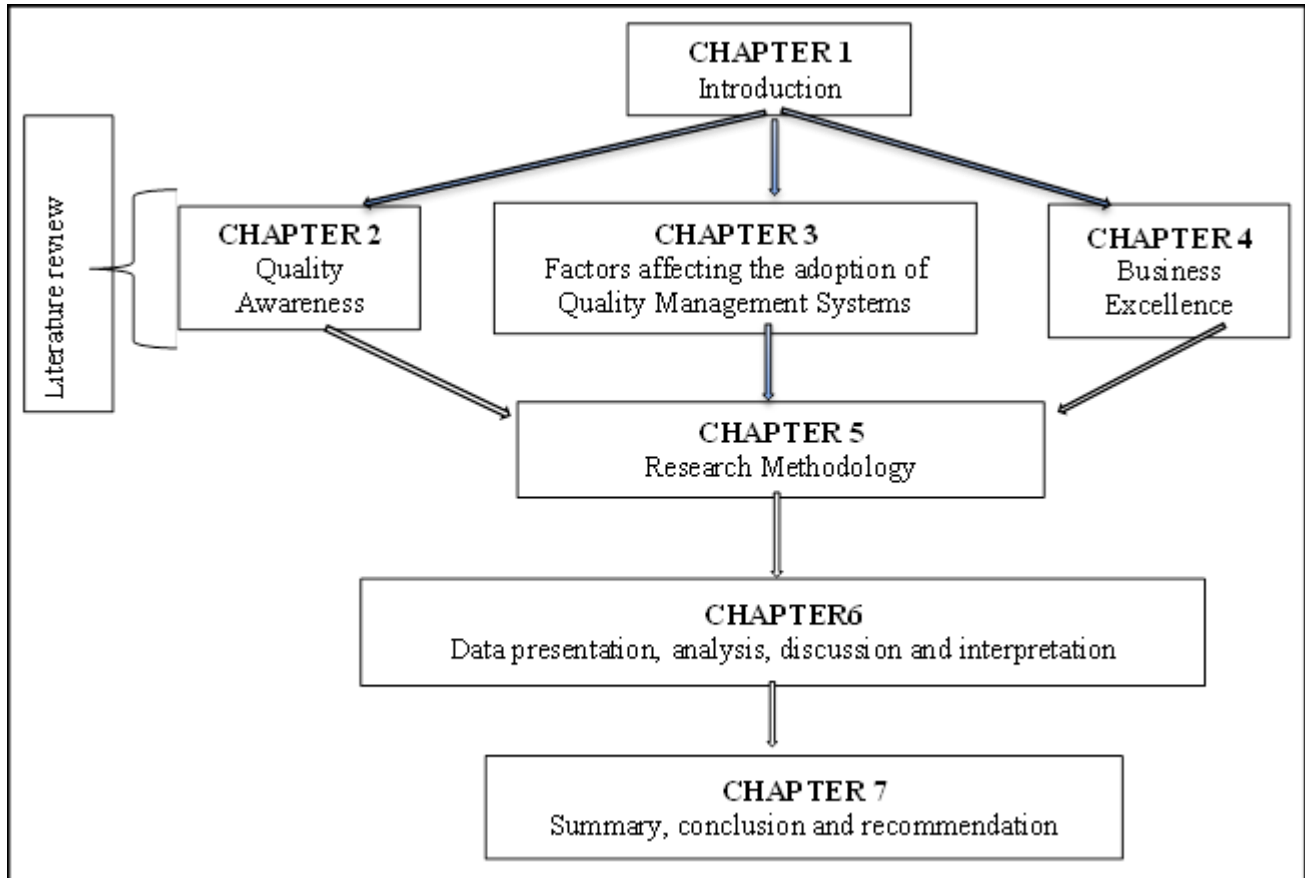 CHAPTER 1
Introduction
Literature review
CHAPTER 2
Quality
Awareness
CHAPTER 3
Factors affecting the adoption of
Quality Management Systems
CHAPTER 4
Business
Excellence
CHAPTER 5
Research Methodology
CHAPTER6
Data presentation, analysis, discussion and interpretation
CHAPTER 7
Summary, conclusion and recommendation